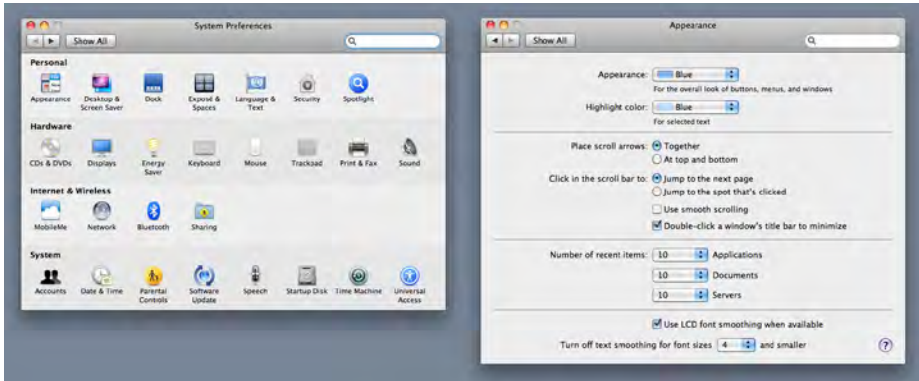 System Preferences
Show All
Personal
Appearance Desktop & Screen Saver Dock Exposé & Spaces Language & Text Security Spotlight
Hardware
CDs & DVDs Displays Energy Saver Keyboard Mouse Trackpad Print & Fax Sound
Internet & Wireless
MobileMe Network Bluetooth Sharing
System
Accounts Date & Time Parental Controls Software Update Speech Startup Disk Time Machine Universal Access
Appearance
Show All
Appearance: Blue
For the overall look of buttons, menus, and windows
Highlight color: Blue
For selected text
Place scroll arrows: Together
At top and bottom
Click in the scroll bar to: Jump to the next page
Jump to the spot that's clicked
Use smooth scrolling
Double-click a window's title bar to minimize
Number of recent items: 10 Applications
10 Documents
10 Servers
Use LCD font smoothing when available
Turn off text smoothing for font sizes 4 and smaller
?